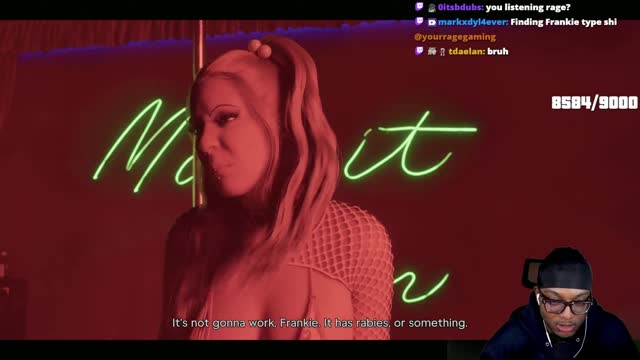 0itsbdubs: you listening rage?
markxdyl4ever: Finding Frankie type shi
@yourragegaming
tdaelan: bruh
8584/9000
it
It's not gonna work, Frankie. It has rabies, or something.